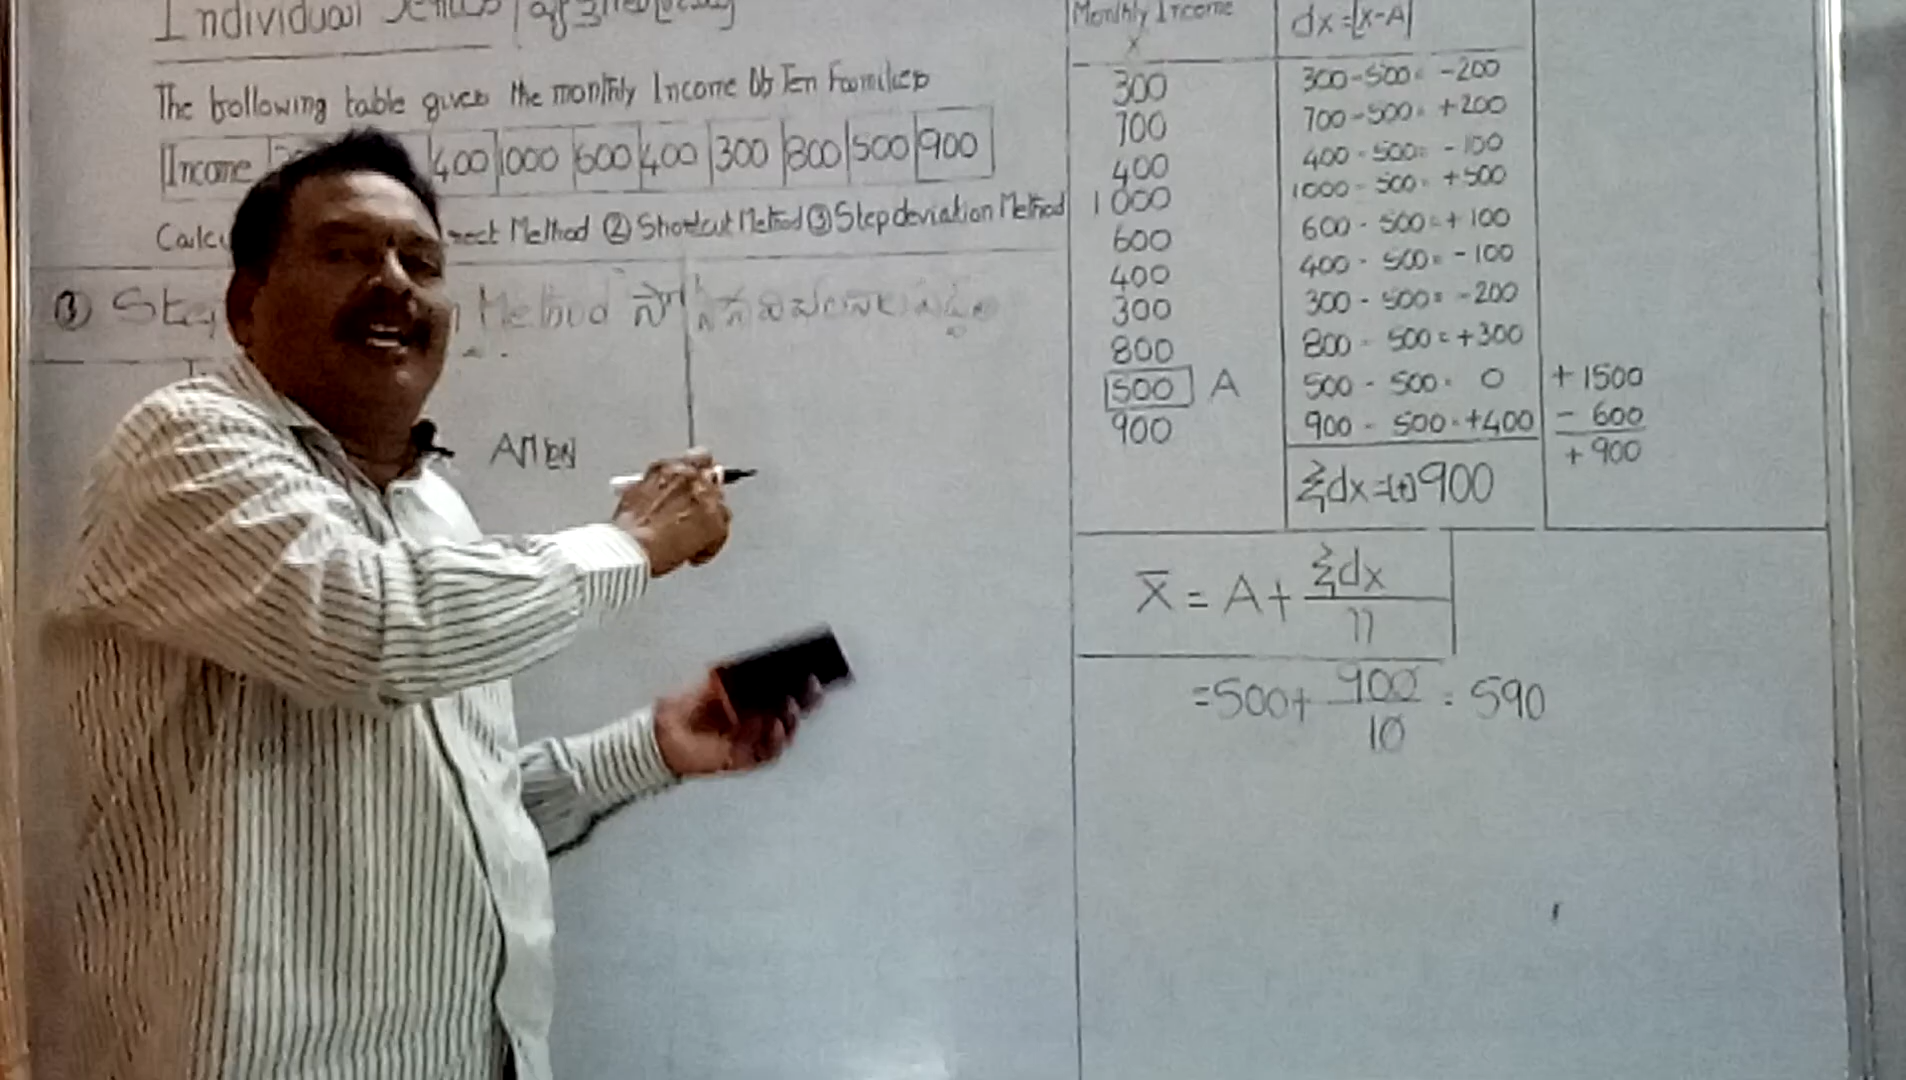 Individual Series
The following table gives the monthly Income of Ten Families
Income 400 1000 600 400 300 800 500 900
Method ② Shortcut Method ③ Step deviation Method
③ Method
Monthly Income
X
300
700
400
1000
600
400
300
800
500 A
900
dx=[x-A]
300-500= -200
700-500= +200
400-500= -100
1000-500= +500
600-500=+100
400-500= -100
300-500= -200
800-500=+300
500-500= 0
900-500=+400
Σdx=(+)900
+1500
-600
+900
X̄ = A + Σdx / n
=500+ 900 / 10 = 590